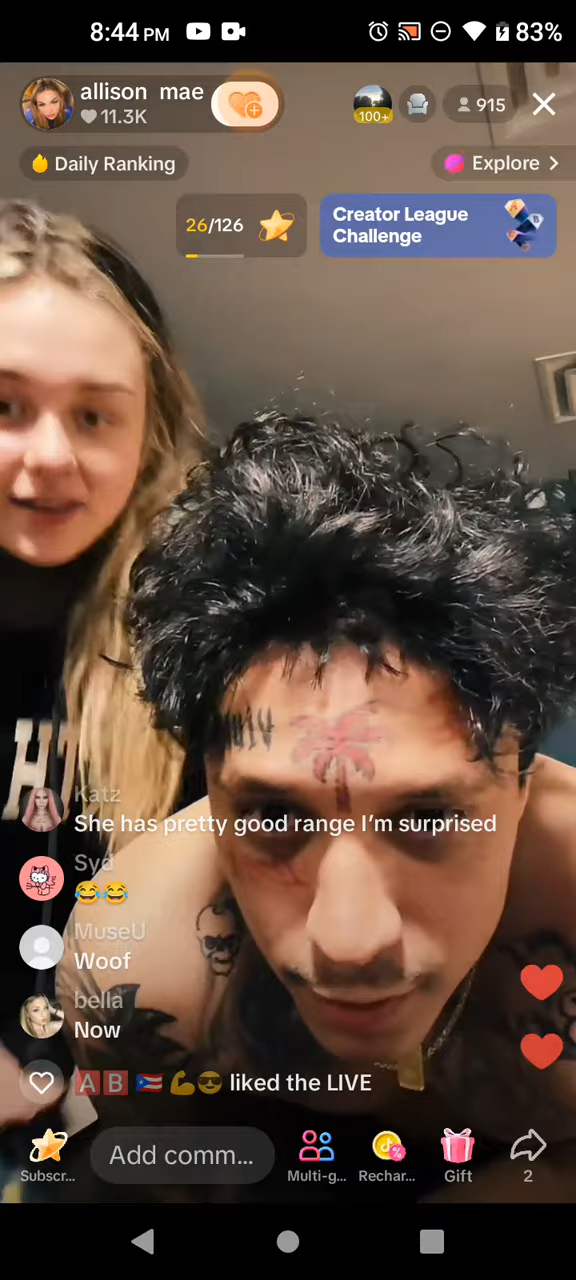 8:44 PM
83%
allison mae
11.3K
100+
915
Daily Ranking
Explore >
26/126
Creator League
Challenge
Katz
She has pretty good range I'm surprised
Syd
😂😂
MuseU
Woof
bella
Now
🅰️🅱️ 🇵🇷 💪😎 liked the LIVE
Subscr...
Add comm...
Multi-g...
Rechar...
Gift
2